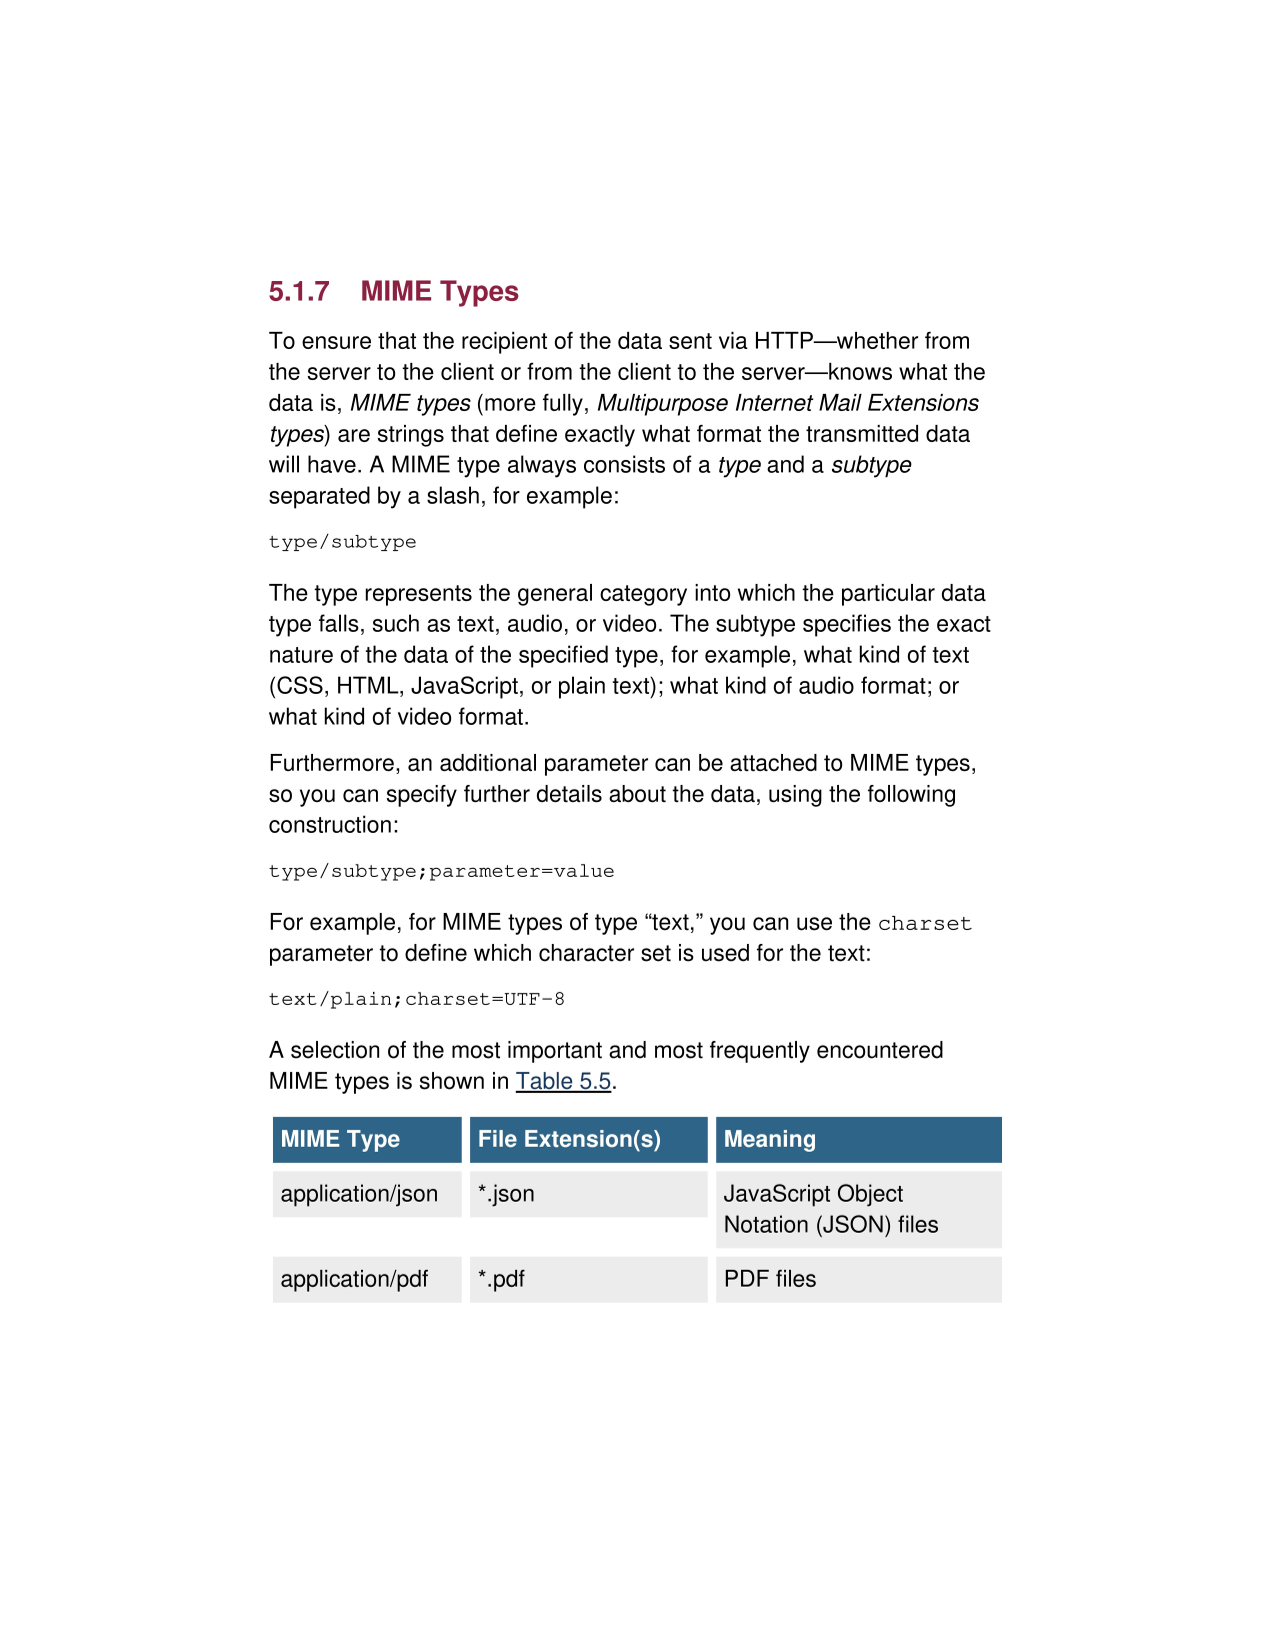 5.1.7 MIME Types
To ensure that the recipient of the data sent via HTTP—whether from
the server to the client or from the client to the server—knows what the
data is, MIME types (more fully, Multipurpose Internet Mail Extensions
types) are strings that define exactly what format the transmitted data
will have. A MIME type always consists of a type and a subtype
separated by a slash, for example:
type/subtype
The type represents the general category into which the particular data
type falls, such as text, audio, or video. The subtype specifies the exact
nature of the data of the specified type, for example, what kind of text
(CSS, HTML, JavaScript, or plain text); what kind of audio format; or
what kind of video format.
Furthermore, an additional parameter can be attached to MIME types,
so you can specify further details about the data, using the following
construction:
type/subtype;parameter=value
For example, for MIME types of type “text,” you can use the charset
parameter to define which character set is used for the text:
text/plain;charset=UTF-8
A selection of the most important and most frequently encountered
MIME types is shown in Table 5.5.
MIME Type File Extension(s) Meaning
application/json *.json JavaScript Object
Notation (JSON) files
application/pdf *.pdf PDF files